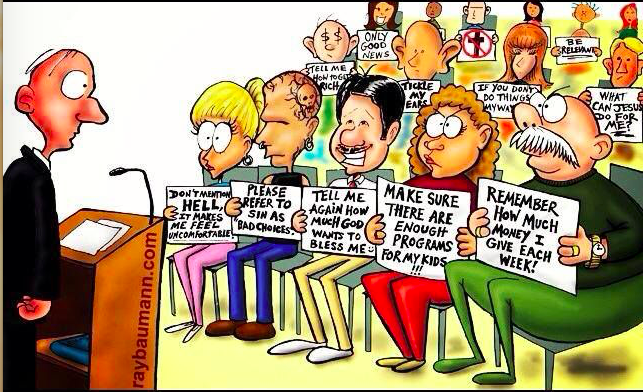 ONLY
GOOD
NEWS
BE
RELEVANT
TELL ME
HOW TO GET
RICH
TICKLE
MY
EARS
IF YOU DON'T
DO THINGS
MY WAY
WHAT
CAN JESUS
DO FOR
ME?
DON'T MENTION
HELL,
IT MAKES
ME FEEL
UNCOMFORTABLE
PLEASE
REFER TO
SIN AS
"BAD CHOICES"
TELL ME
AGAIN HOW
MUCH GOD
WANTS TO
BLESS ME
MAKE SURE
THERE ARE
ENOUGH
PROGRAMS
FOR MY KIDS
!!!
REMEMBER
HOW MUCH
MONEY I
GIVE EACH
WEEK!
raybaumann.com